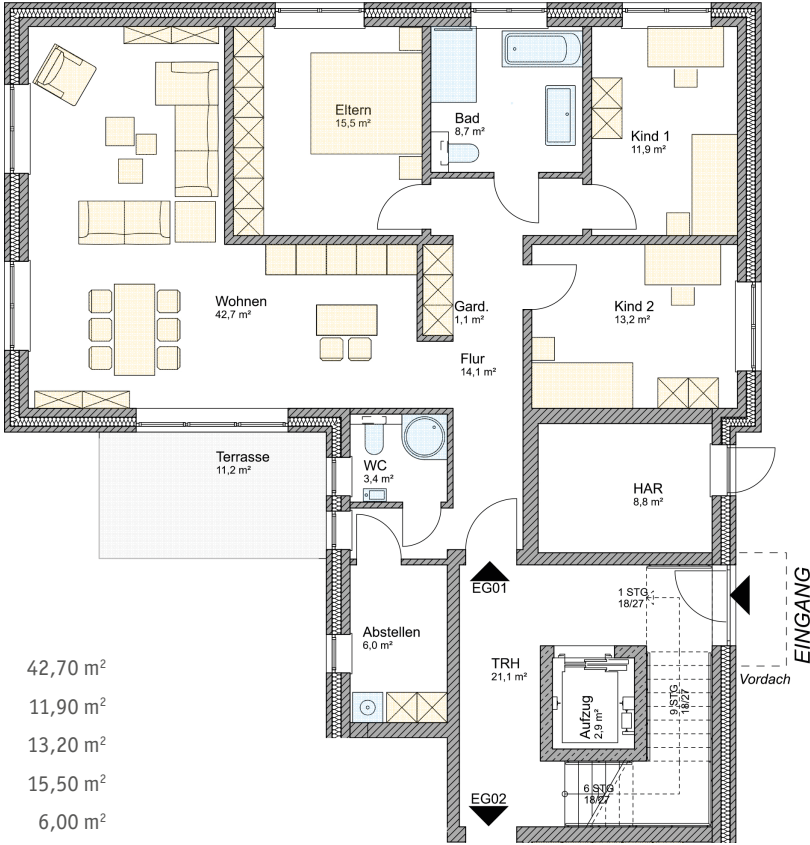 Eltern
15,5 m²
Bad
8,7 m²
Kind 1
11,9 m²
Wohnen
42,7 m²
Gard.
1,1 m²
Kind 2
13,2 m²
Flur
14,1 m²
Terrasse
11,2 m²
WC
3,4 m²
HAR
8,8 m²
EG01
1 STG
18/27
EINGANG
Vordach
Abstellen
6,0 m²
TRH
21,1 m²
Aufzug
2,9 m²
9 STG
18/27
6 STG
18/27
EG02
42,70 m²
11,90 m²
13,20 m²
15,50 m²
6,00 m²